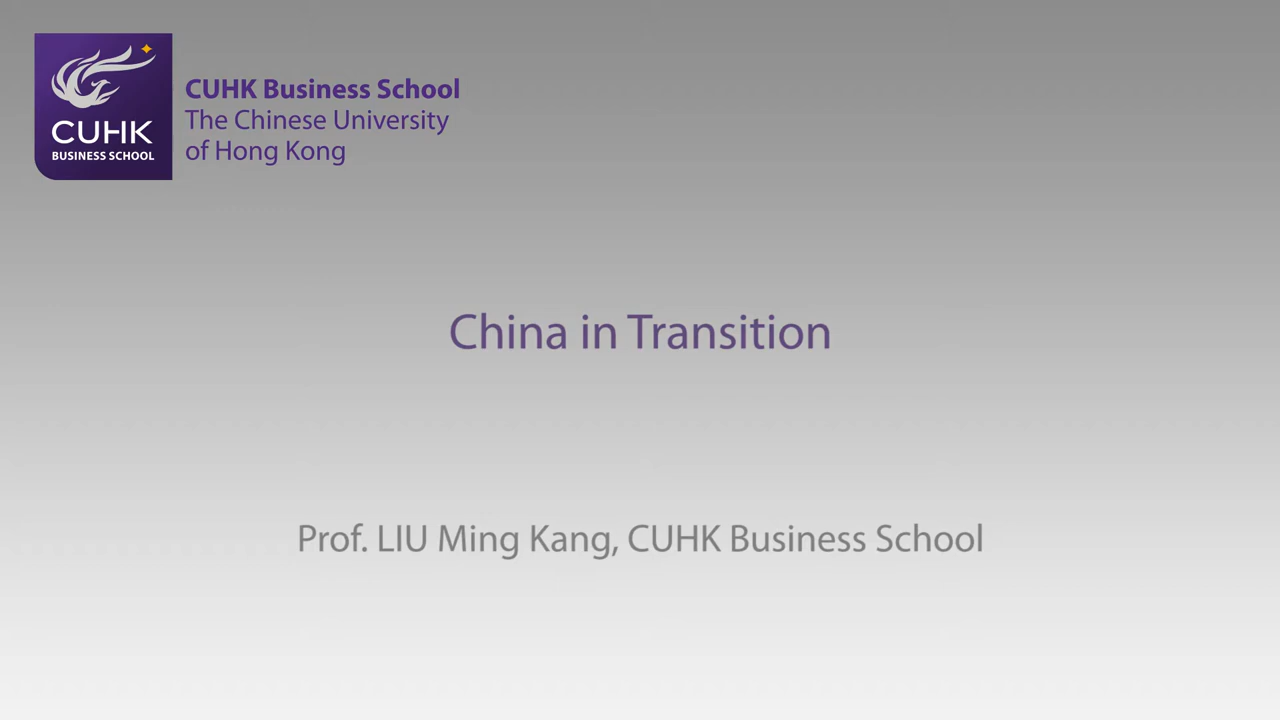 CUHK
BUSINESS SCHOOL
CUHK Business School
The Chinese University
of Hong Kong
China in Transition
Prof. LIU Ming Kang, CUHK Business School